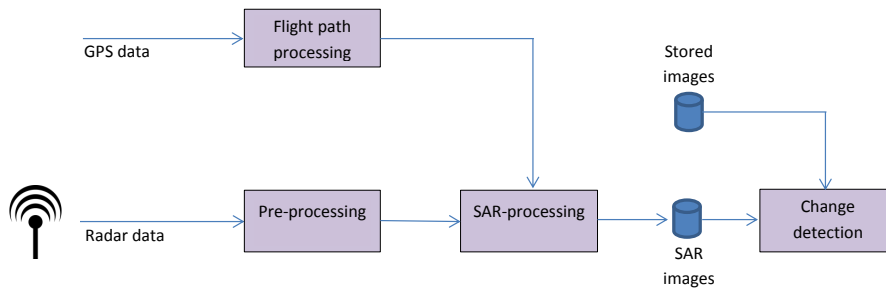 GPS data
Flight path
processing
Stored
images
Radar data
Pre-processing
SAR-processing
SAR
images
Change
detection